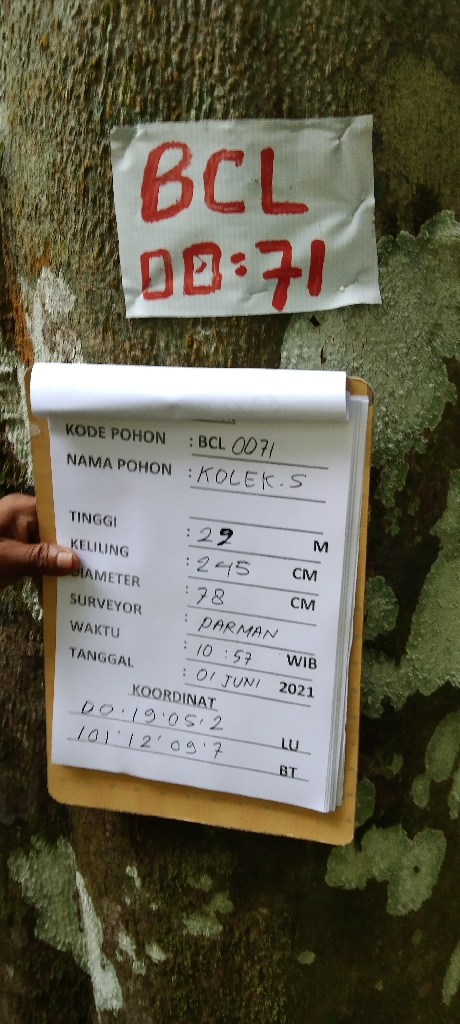 BCL
00:71
KODE POHON : BCL 0071
NAMA POHON : KOLEK.S
TINGGI : 29 M
KELILING : 245 CM
DIAMETER : 78 CM
SURVEYOR : PARMAN
WAKTU : 10:57 WIB
TANGGAL : 01 JUNI 2021
KOORDINAT
00.19'05'2 LU
101'12'09'7 BT